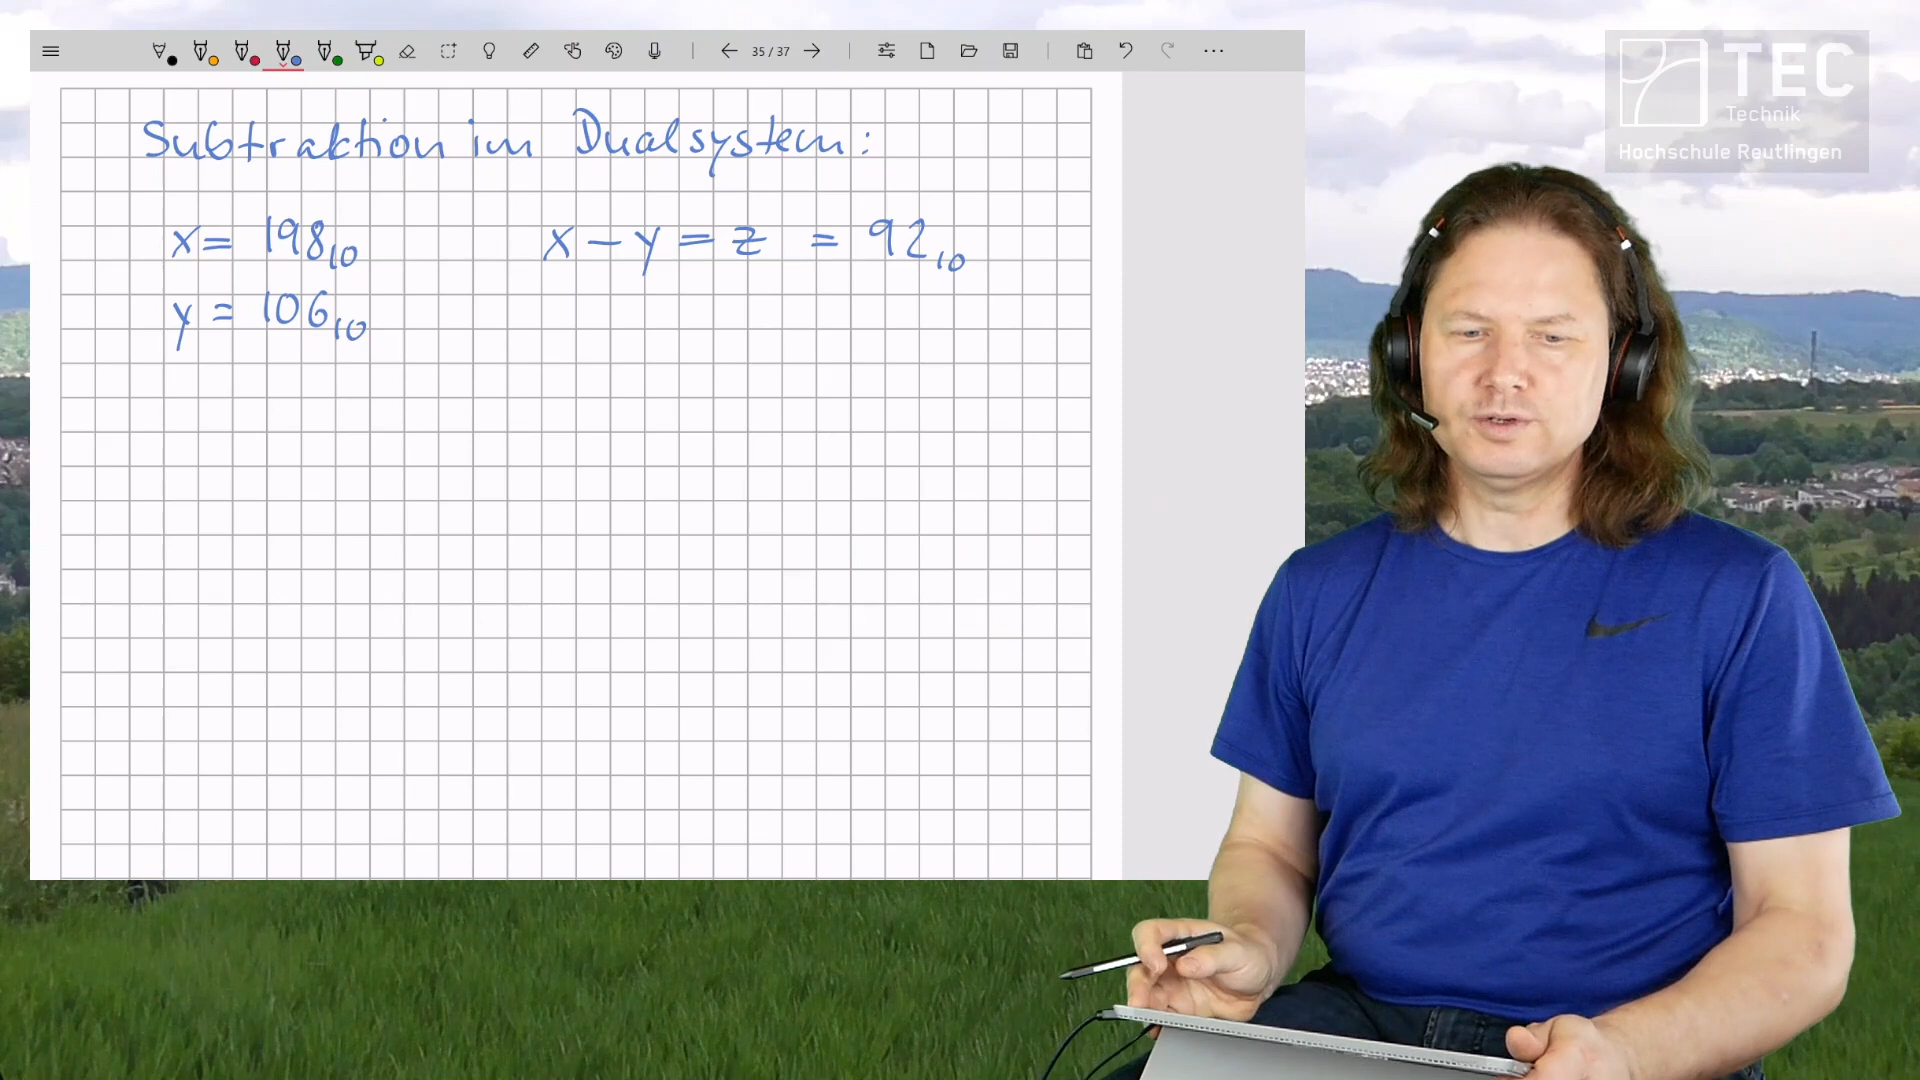 35 / 37
TEC
Technik
Hochschule Reutlingen
Subtraktion im Dualsystem:
x = 198₁₀
x - y = z = 92₁₀
y = 106₁₀